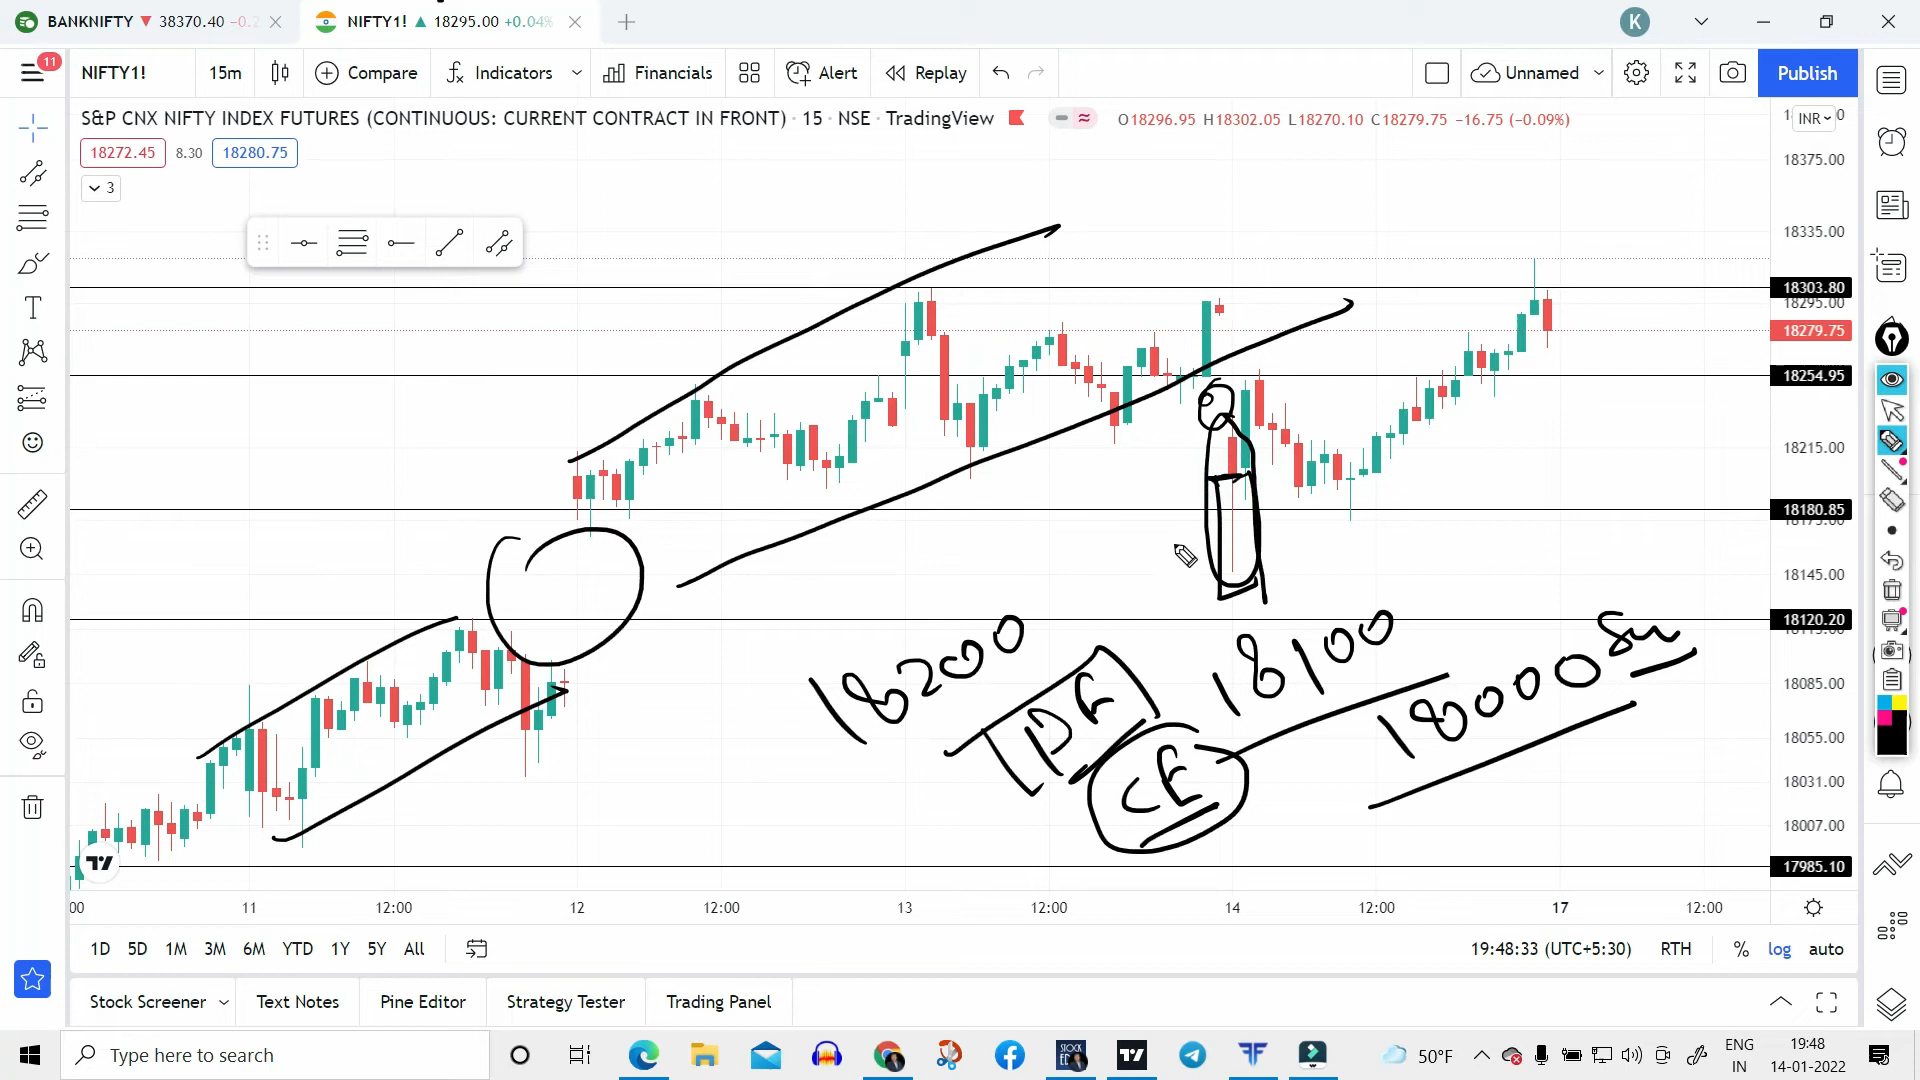 BANKNIFTY ▼ 38370.40 -0.2
NIFTY1! ▲ 18295.00 +0.04%
K
11
NIFTY1! 15m Compare Indicators Financials Alert Replay Unnamed Publish
S&P CNX NIFTY INDEX FUTURES (CONTINUOUS: CURRENT CONTRACT IN FRONT) · 15 · NSE · TradingView
O18296.95 H18302.05 L18270.10 C18279.75 -16.75 (-0.09%)
INR
18272.45 8.30 18280.75
3
18375.00
18335.00
18303.80
18295.00
18279.75
18254.95
18215.00
18180.85
18175.00
18145.00
18120.20
18115.00
18085.00
18055.00
18031.00
18007.00
17985.10
18200
PE
CE
18100
18000
:00 11 12:00 12 12:00 13 12:00 14 12:00 17 12:00
1D 5D 1M 3M 6M YTD 1Y 5Y All
19:48:33 (UTC+5:30) RTH % log auto
Stock Screener Text Notes Pine Editor Strategy Tester Trading Panel
Type here to search
STOCK
50°F
ENG
IN
19:48
14-01-2022